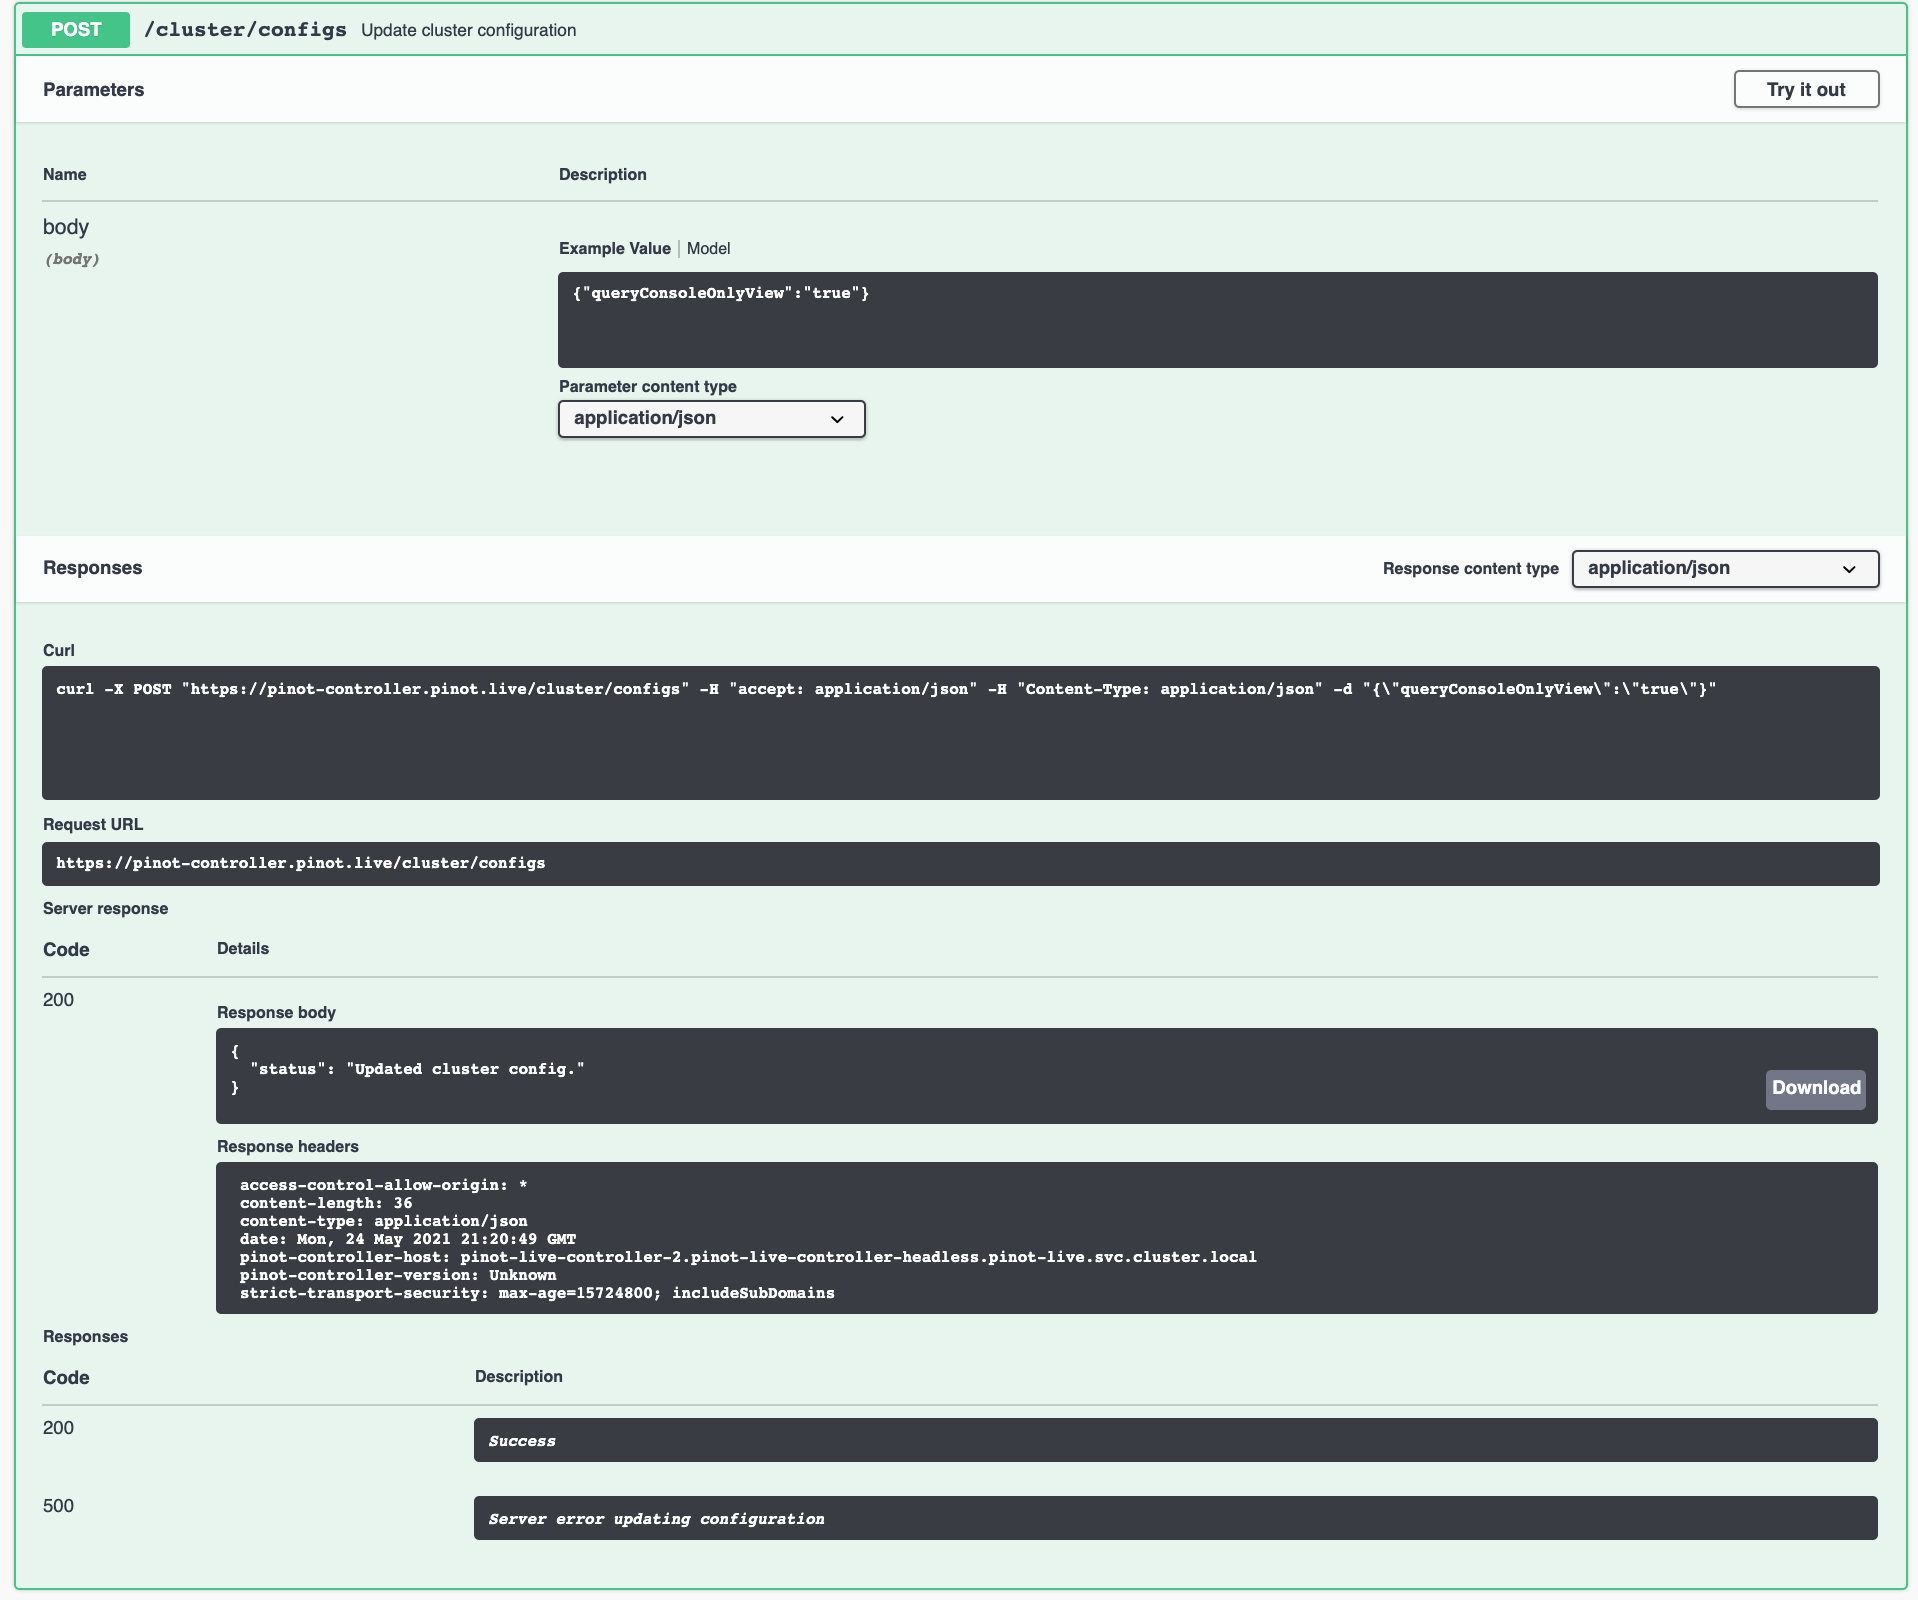 POST /cluster/configs Update cluster configuration
Parameters
Try it out
Name Description
body
(body)
Example Value | Model
{"queryConsoleOnlyView":"true"}
Parameter content type
application/json
Responses
Response content type application/json
Curl
curl -X POST "https://pinot-controller.pinot.live/cluster/configs" -H "accept: application/json" -H "Content-Type: application/json" -d "{\"queryConsoleOnlyView\":\"true\"}"
Request URL
https://pinot-controller.pinot.live/cluster/configs
Server response
Code Details
200
Response body
{
"status": "Updated cluster config."
}
Download
Response headers
access-control-allow-origin: *
content-length: 36
content-type: application/json
date: Mon, 24 May 2021 21:20:49 GMT
pinot-controller-host: pinot-live-controller-2.pinot-live-controller-headless.pinot-live.svc.cluster.local
pinot-controller-version: Unknown
strict-transport-security: max-age=15724800; includeSubDomains
Responses
Code Description
200
Success
500
Server error updating configuration